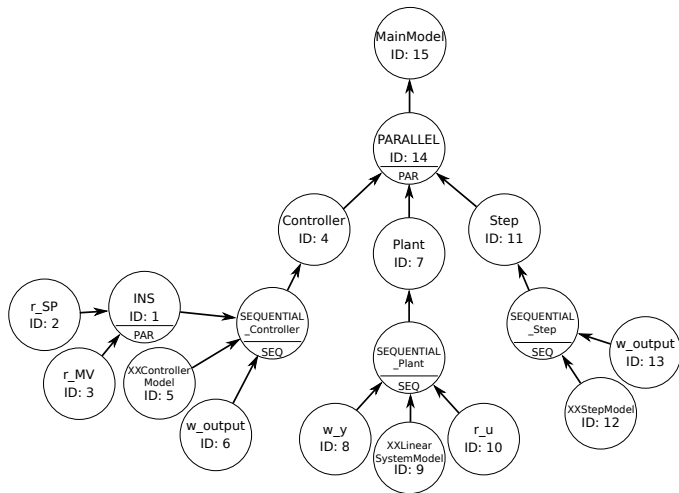 MainModel
ID: 15
PARALLEL
ID: 14
PAR
Controller
ID: 4
Plant
ID: 7
Step
ID: 11
r_SP
ID: 2
INS
ID: 1
PAR
r_MV
ID: 3
SEQUENTIAL
_Controller
SEQ
XXController
Model
ID: 5
w_output
ID: 6
SEQUENTIAL
_Plant
SEQ
w_y
ID: 8
XXLinear
SystemModel
ID: 9
r_u
ID: 10
SEQUENTIAL
_Step
SEQ
w_output
ID: 13
XXStepModel
ID: 12